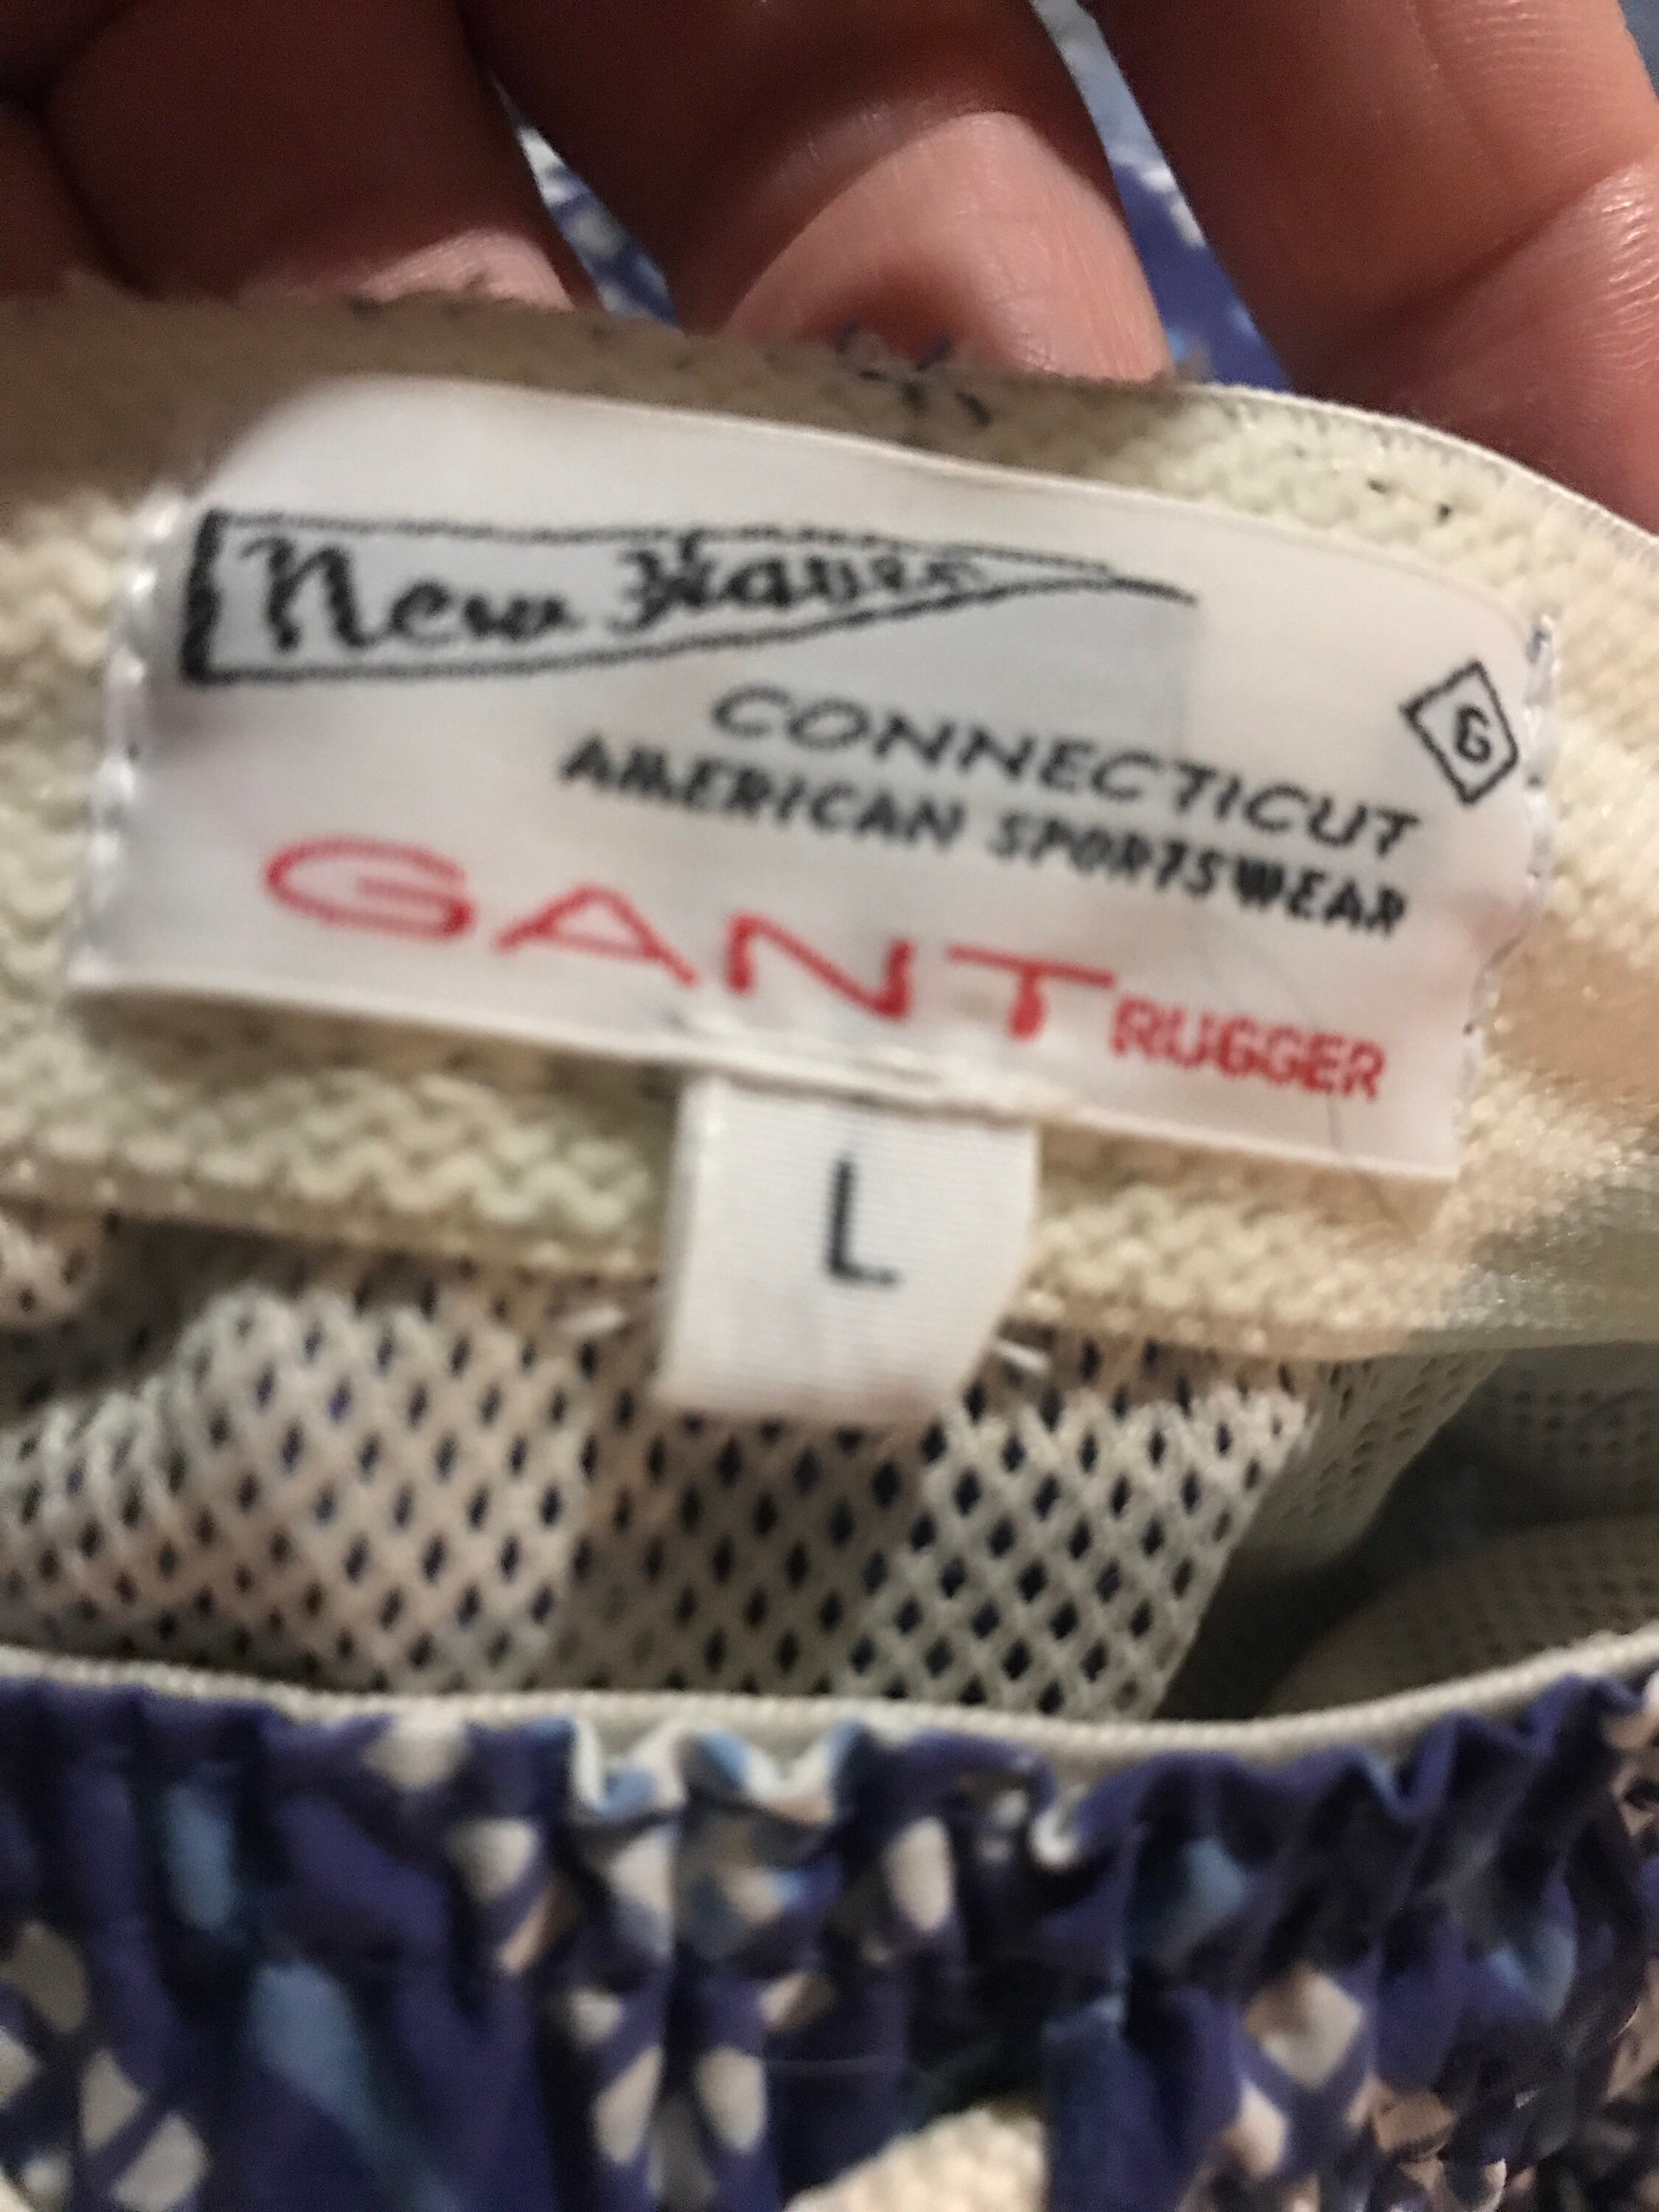 New Haven
CONNECTICUT
G
AMERICAN SPORTSWEAR
GANT RUGGER
L